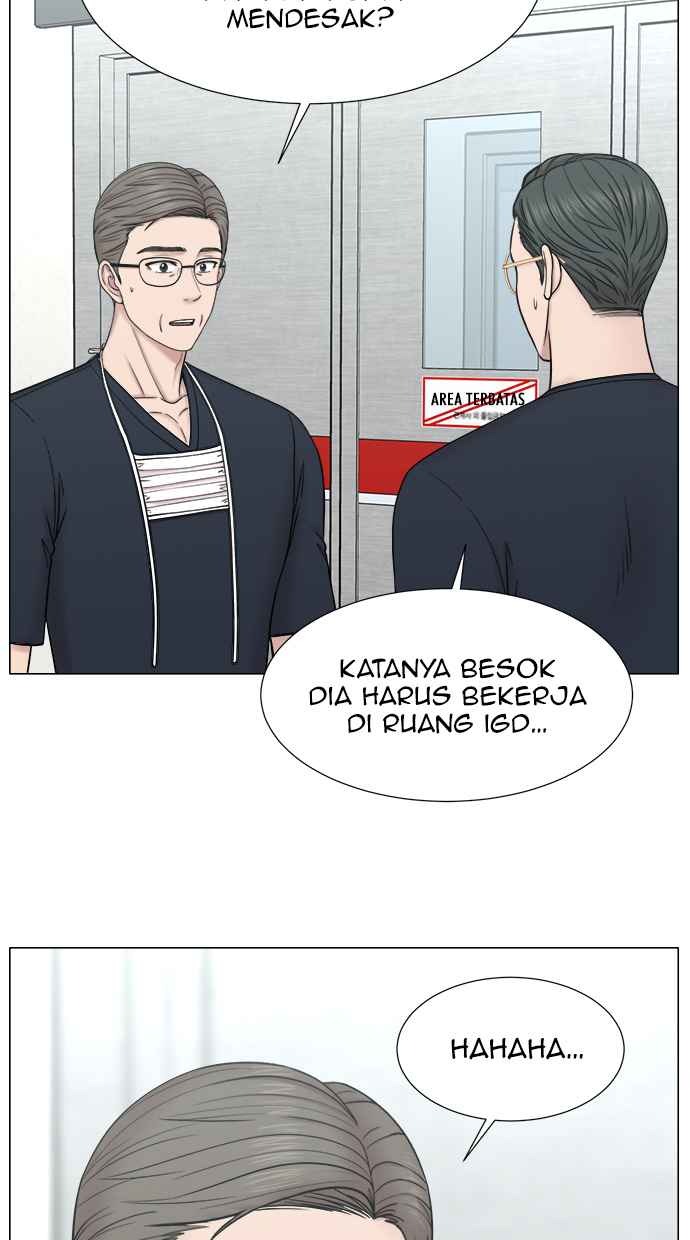 MENDESAK?
AREA TERBATAS
KATANYA BESOK
DIA HARUS BEKERJA
DI RUANG IGD...
HAHAHA...